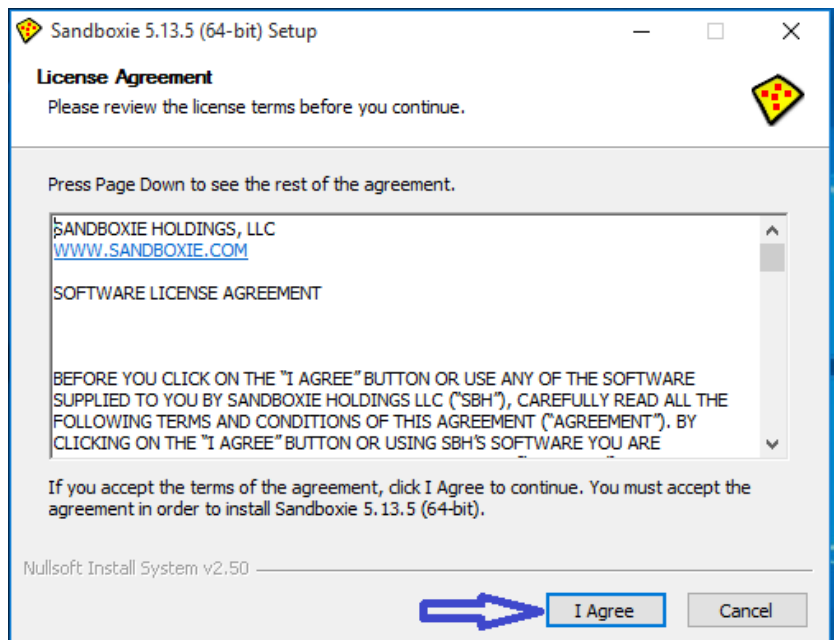 Sandboxie 5.13.5 (64-bit) Setup
License Agreement
Please review the license terms before you continue.
Press Page Down to see the rest of the agreement.
SANDBOXIE HOLDINGS, LLC
WWW.SANDBOXIE.COM
SOFTWARE LICENSE AGREEMENT
BEFORE YOU CLICK ON THE “I AGREE” BUTTON OR USE ANY OF THE SOFTWARE
SUPPLIED TO YOU BY SANDBOXIE HOLDINGS LLC (“SBH”), CAREFULLY READ ALL THE
FOLLOWING TERMS AND CONDITIONS OF THIS AGREEMENT (“AGREEMENT”). BY
CLICKING ON THE “I AGREE” BUTTON OR USING SBH’S SOFTWARE YOU ARE
If you accept the terms of the agreement, click I Agree to continue. You must accept the
agreement in order to install Sandboxie 5.13.5 (64-bit).
Nullsoft Install System v2.50
I Agree
Cancel